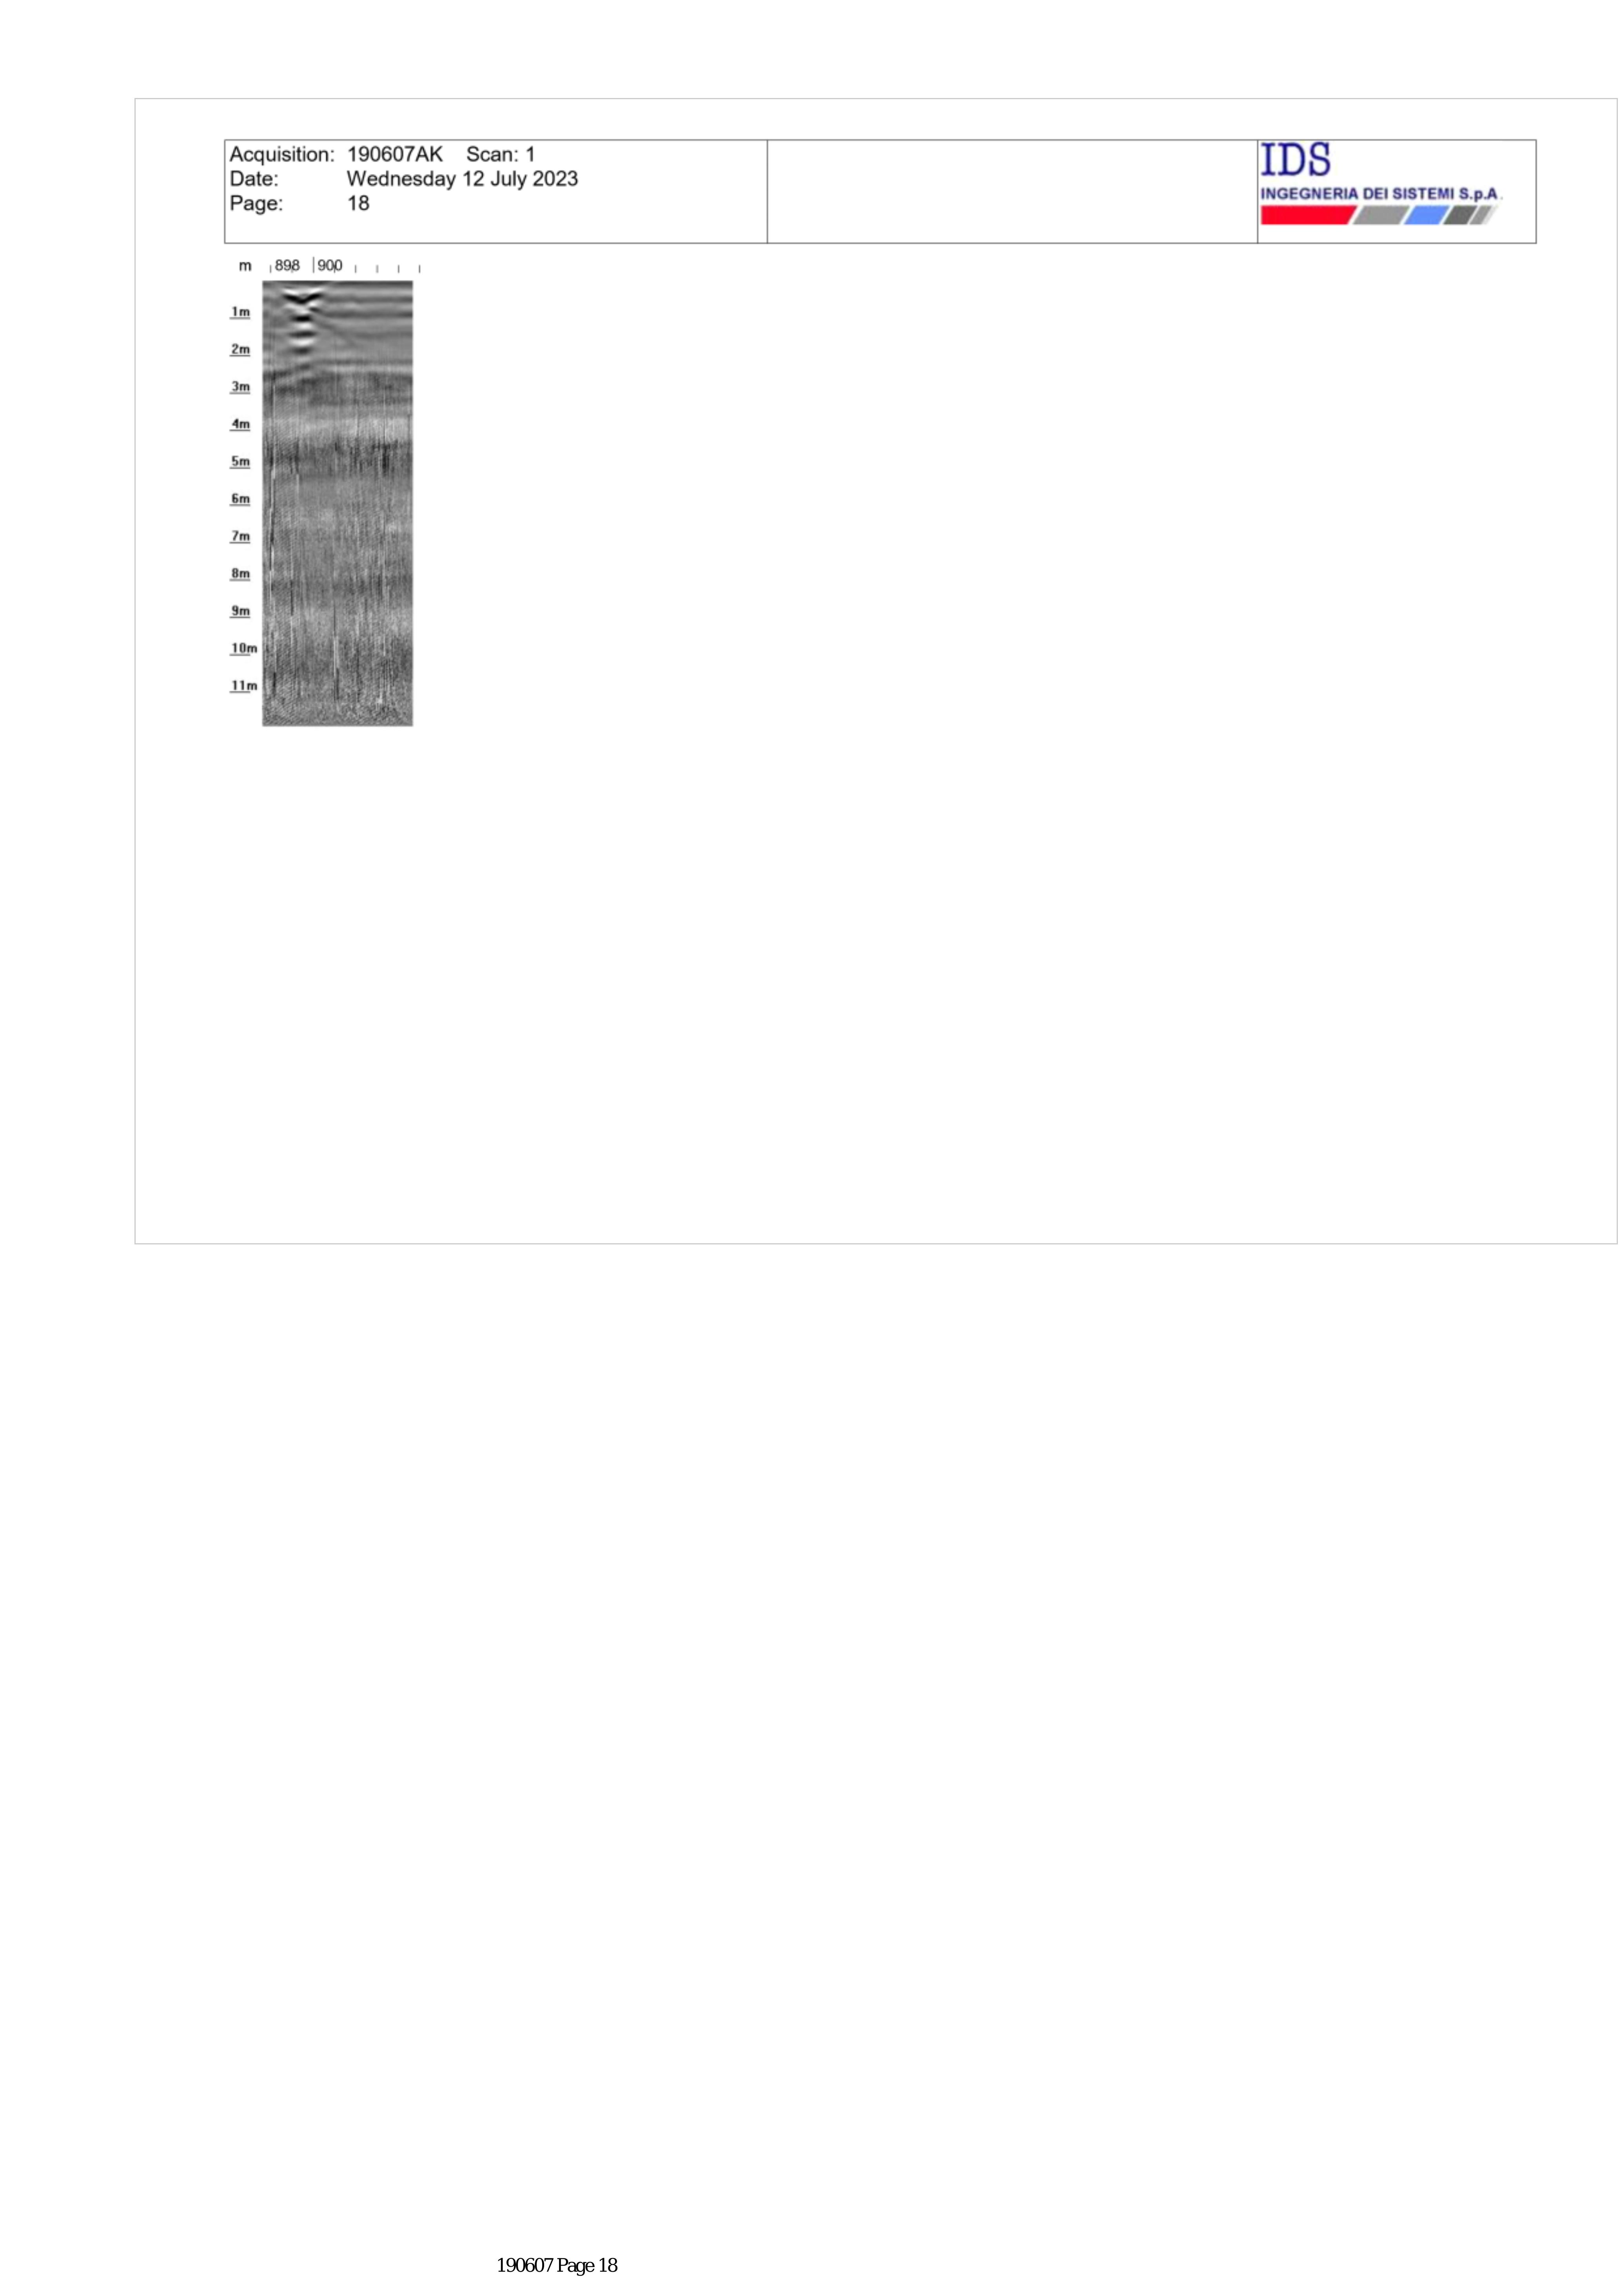 Acquisition: 190607AK Scan: 1
Date: Wednesday 12 July 2023
Page: 18
IDS
INGEGNERIA DEI SISTEMI S.p.A.
m 898 900
1m
2m
3m
4m
5m
6m
7m
8m
9m
10m
11m
190607 Page 18